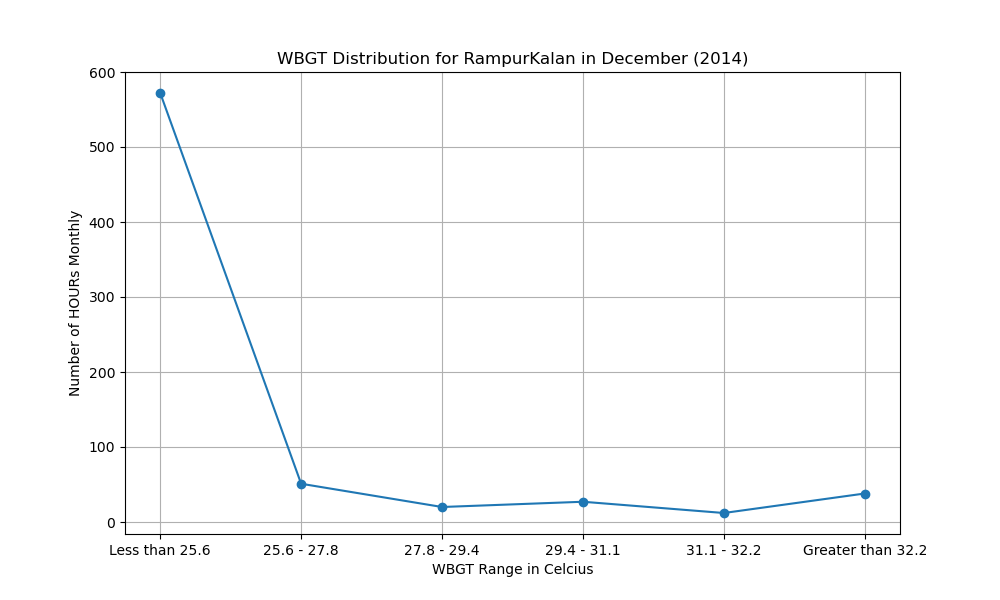 WBGT Distribution for RampurKalan in December (2014)
600
500
400
300
200
100
0
Number of HOURs Monthly
Less than 25.6
25.6 - 27.8
27.8 - 29.4
29.4 - 31.1
31.1 - 32.2
Greater than 32.2
WBGT Range in Celcius